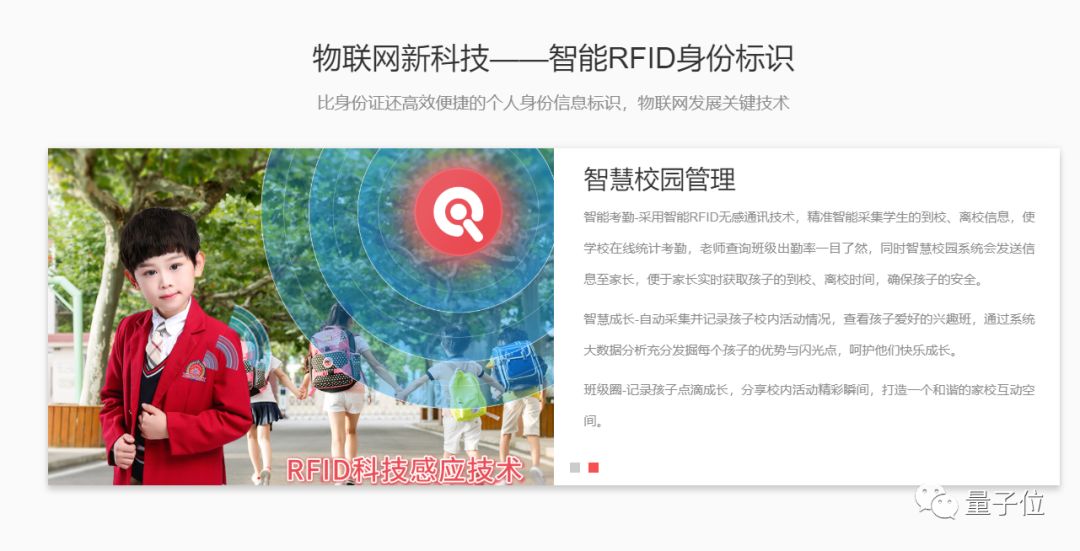 物联网新科技——智能RFID身份标识
比身份证还高效便捷的个人身份信息标识，物联网发展关键技术
智慧校园管理
智能考勤-采用智能RFID无感通讯技术，精准智能采集学生的到校、离校信息，使
学校在线统计考勤，老师查询班级出勤率一目了然，同时智慧校园系统会发送信
息至家长，便于家长实时获取孩子的到校、离校时间，确保孩子的安全。
智慧成长-自动采集并记录孩子校内活动情况，查看孩子爱好的兴趣班，通过系统
大数据分析充分发掘每个孩子的优势与闪光点，呵护他们快乐成长。
班级圈-记录孩子点滴成长，分享校内活动精彩瞬间，打造一个和谐的家校互动空
间。
RFID科技感应技术
量子位